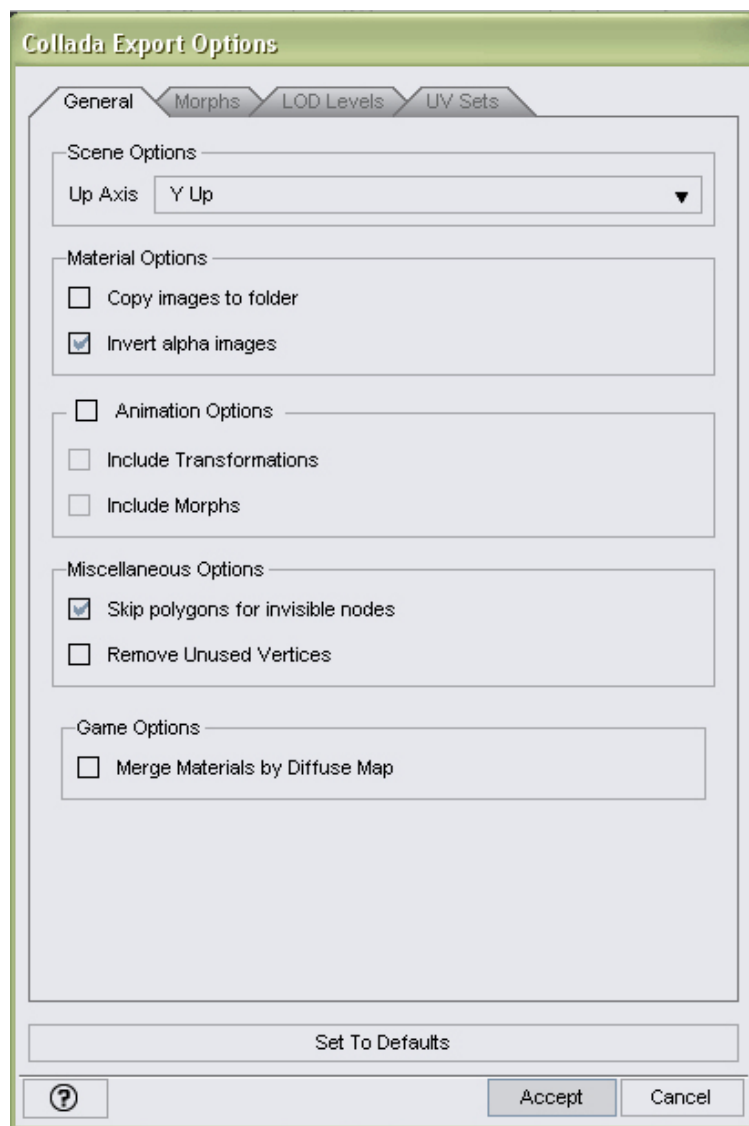 Collada Export Options
General Morphs LOD Levels UV Sets
Scene Options
Up Axis Y Up
Material Options
Copy images to folder
Invert alpha images
Animation Options
Include Transformations
Include Morphs
Miscellaneous Options
Skip polygons for invisible nodes
Remove Unused Vertices
Game Options
Merge Materials by Diffuse Map
Set To Defaults
? Accept Cancel